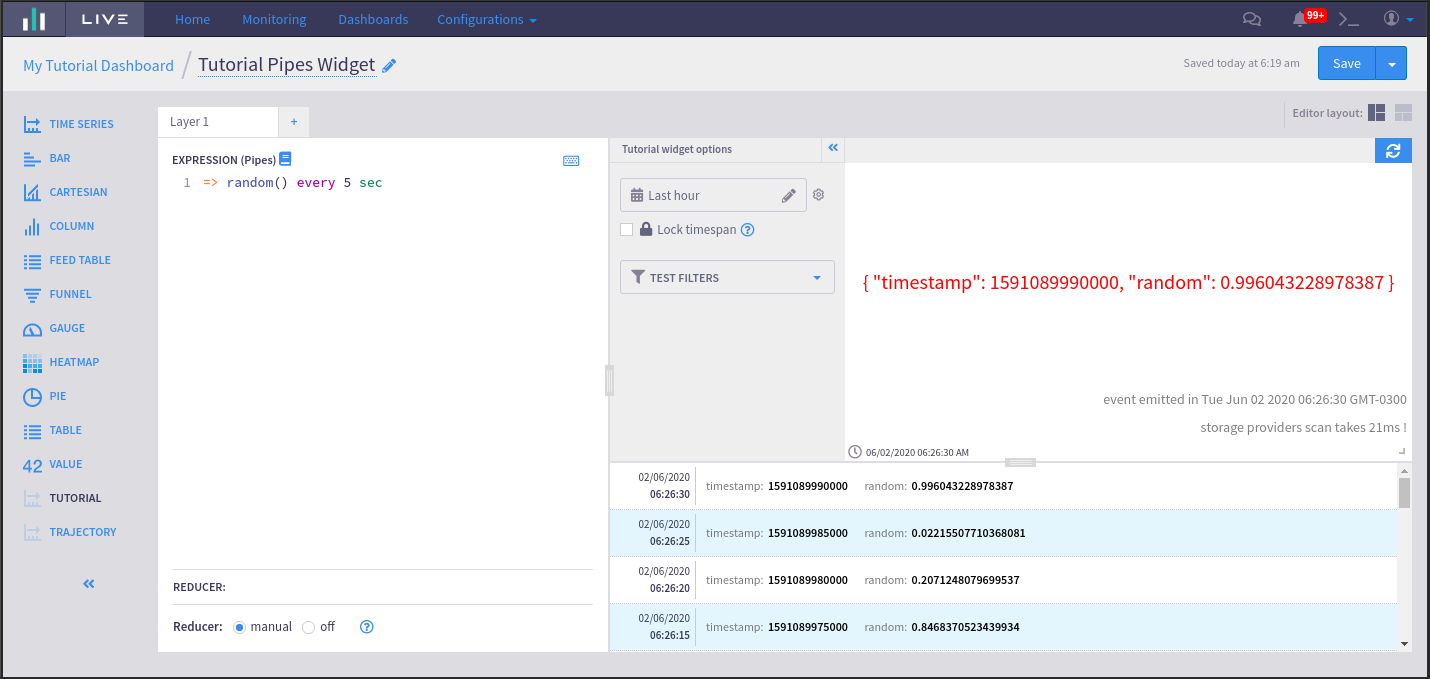 LIVE Home Monitoring Dashboards Configurations 99+
My Tutorial Dashboard / Tutorial Pipes Widget Saved today at 6:19 am Save
TIME SERIES
BAR
CARTESIAN
COLUMN
FEED TABLE
FUNNEL
GAUGE
HEATMAP
PIE
TABLE
42 VALUE
TUTORIAL
TRAJECTORY
Layer 1 +
Editor layout:
EXPRESSION (Pipes)
1 => random() every 5 sec
REDUCER:
Reducer: manual off
Tutorial widget options
Last hour
Lock timespan
TEST FILTERS
{ "timestamp": 1591089990000, "random": 0.996043228978387 }
event emitted in Tue Jun 02 2020 06:26:30 GMT-0300
storage providers scan takes 21ms !
06/02/2020 06:26:30 AM
02/06/2020
06:26:30
timestamp: 1591089990000 random: 0.996043228978387
02/06/2020
06:26:25
timestamp: 1591089985000 random: 0.02215507710368081
02/06/2020
06:26:20
timestamp: 1591089980000 random: 0.2071248079699537
02/06/2020
06:26:15
timestamp: 1591089975000 random: 0.8468370523439934